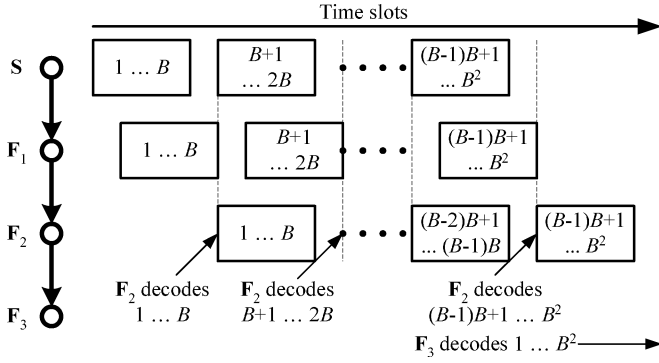 Time slots
S
1 … B
B+1
… 2B
(B-1)B+1
... B²
F₁
1 … B
B+1
… 2B
(B-1)B+1
... B²
F₂
1 … B
(B-2)B+1
... (B-1)B
(B-1)B+1
... B²
F₂ decodes
1 … B
F₂ decodes
B+1 … 2B
F₂ decodes
(B-1)B+1 … B²
F₃
F₃ decodes 1 … B²